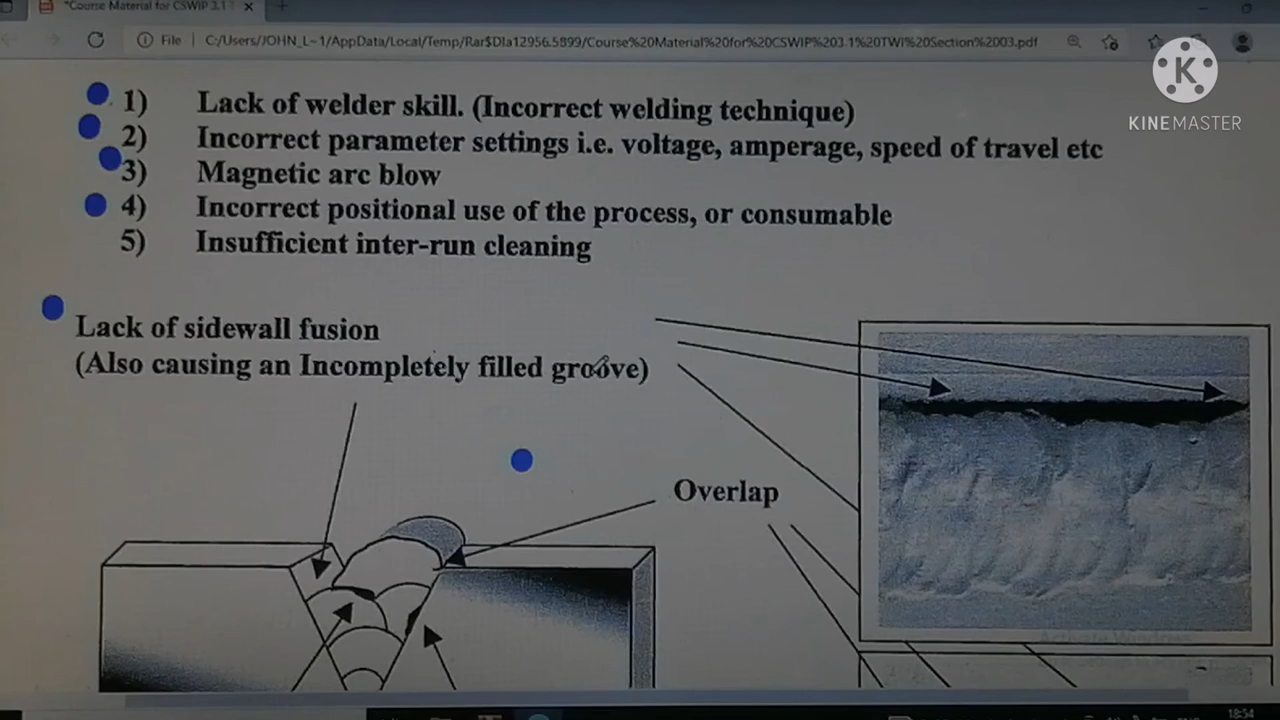 "Course Material for CSWIP 3.1
File
C:/Users/JOHN_L~1/AppData/Local/Temp/Rar$DIa12956.5899/Course%20Material%20for%20CSWIP%203.1%20TWI%20Section%2003.pdf
K
KINEMASTER
1) Lack of welder skill. (Incorrect welding technique)
2) Incorrect parameter settings i.e. voltage, amperage, speed of travel etc
3) Magnetic arc blow
4) Incorrect positional use of the process, or consumable
5) Insufficient inter-run cleaning
Lack of sidewall fusion
(Also causing an Incompletely filled groove)
Overlap
Activate Windows
18:54